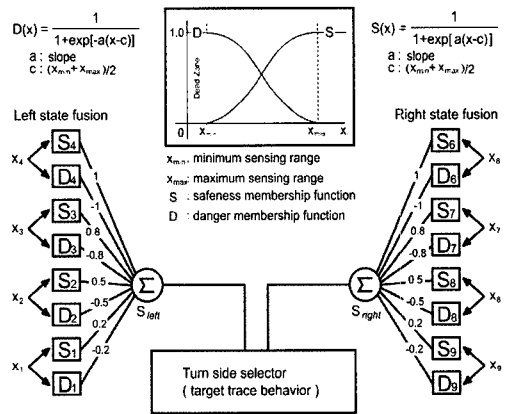 D(x) = 1 / 1+exp[-a(x-c)]
a : slope
c : (xmin+ xmax)/2
1.0
D
S
Dead Zone
0
xmin
xmax
x
S(x) = 1 / 1+exp[ a(x-c)]
a : slope
c : (xmin+ xmax)/2
xmin: minimum sensing range
xmax: maximum sensing range
S : safeness membership function
D : danger membership function
Left state fusion
x4
S4
D4
1
-1
x3
S3
D3
0.8
-0.8
x2
S2
D2
0.5
-0.5
x1
S1
D1
0.2
-0.2
Σ
Sleft
Right state fusion
S6
D6
x6
1
-1
S7
D7
x7
0.8
-0.8
S8
D8
x8
0.5
-0.5
S9
D9
x9
0.2
-0.2
Σ
Sright
Turn side selector
( target trace behavior )